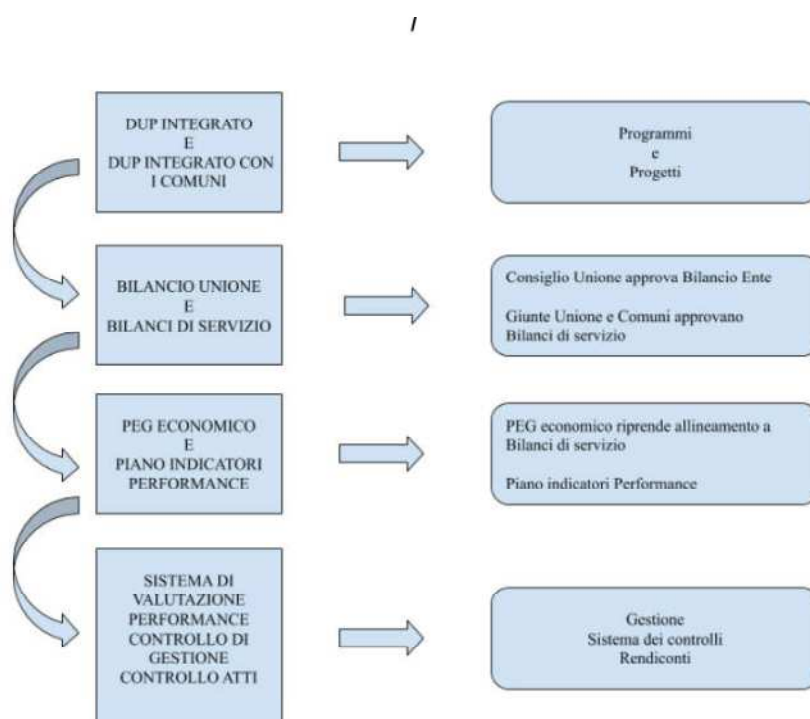 /
DUP INTEGRATO
E
DUP INTEGRATO CON
I COMUNI
Programmi
e
Progetti
BILANCIO UNIONE
E
BILANCI DI SERVIZIO
Consiglio Unione approva Bilancio Ente
Giunte Unione e Comuni approvano
Bilanci di servizio
PEG ECONOMICO
E
PIANO INDICATORI
PERFORMANCE
PEG economico riprende allineamento a
Bilanci di servizio
Piano indicatori Performance
SISTEMA DI
VALUTAZIONE
PERFORMANCE
CONTROLLO DI
GESTIONE
CONTROLLO ATTI
Gestione
Sistema dei controlli
Rendiconti